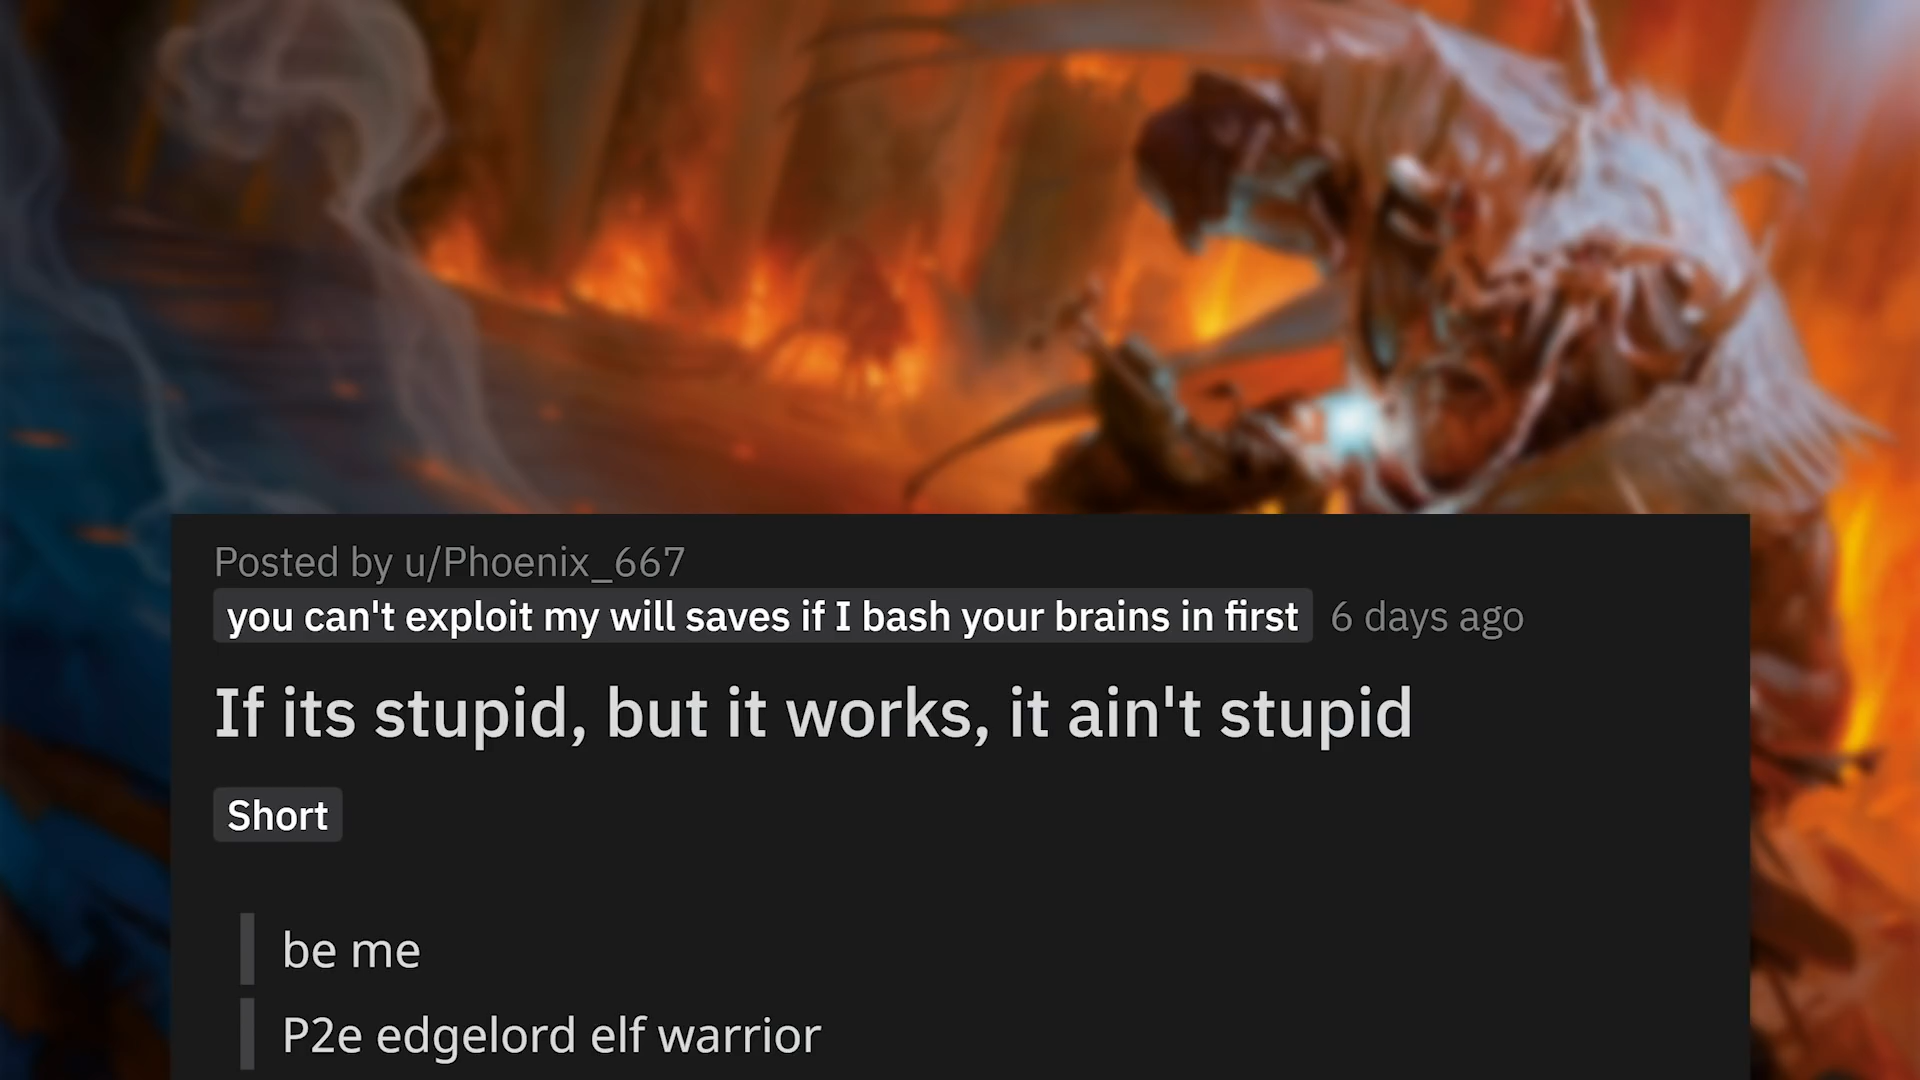 Posted by u/Phoenix_667
you can't exploit my will saves if I bash your brains in first 6 days ago
If its stupid, but it works, it ain't stupid
Short
be me
P2e edgelord elf warrior